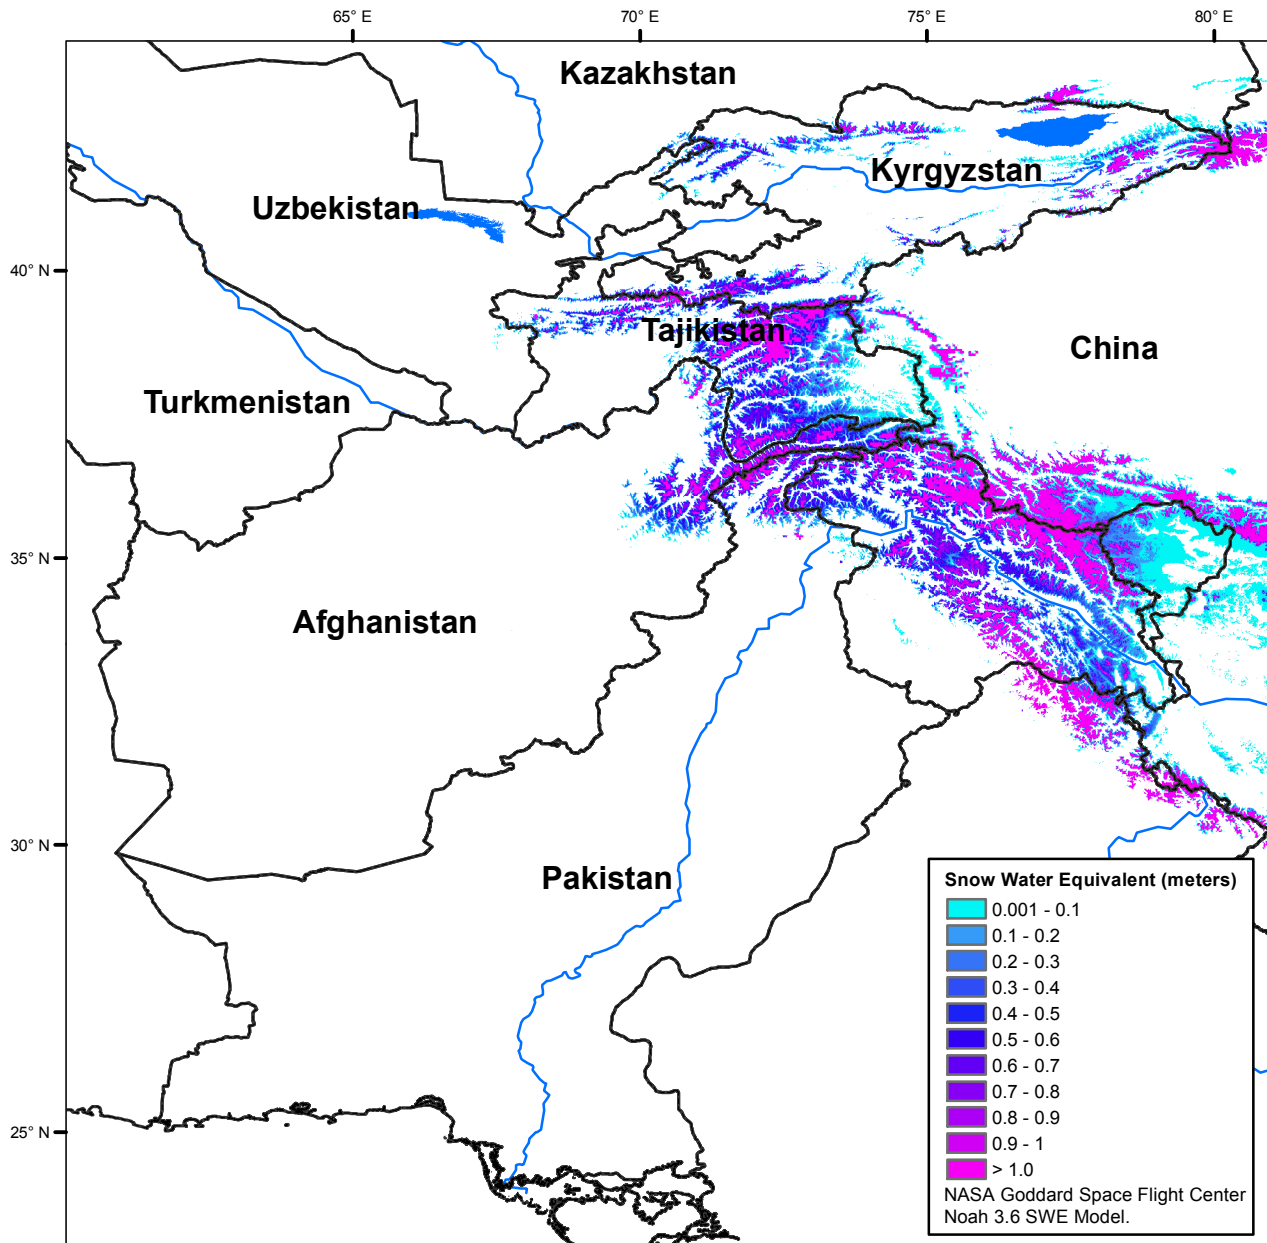 65° E
70° E
75° E
80° E
Kazakhstan
Kyrgyzstan
Uzbekistan
40° N
Tajikistan
China
Turkmenistan
35° N
Afghanistan
30° N
Pakistan
25° N
Snow Water Equivalent (meters)
0.001 - 0.1
0.1 - 0.2
0.2 - 0.3
0.3 - 0.4
0.4 - 0.5
0.5 - 0.6
0.6 - 0.7
0.7 - 0.8
0.8 - 0.9
0.9 - 1
> 1.0
NASA Goddard Space Flight Center
Noah 3.6 SWE Model.